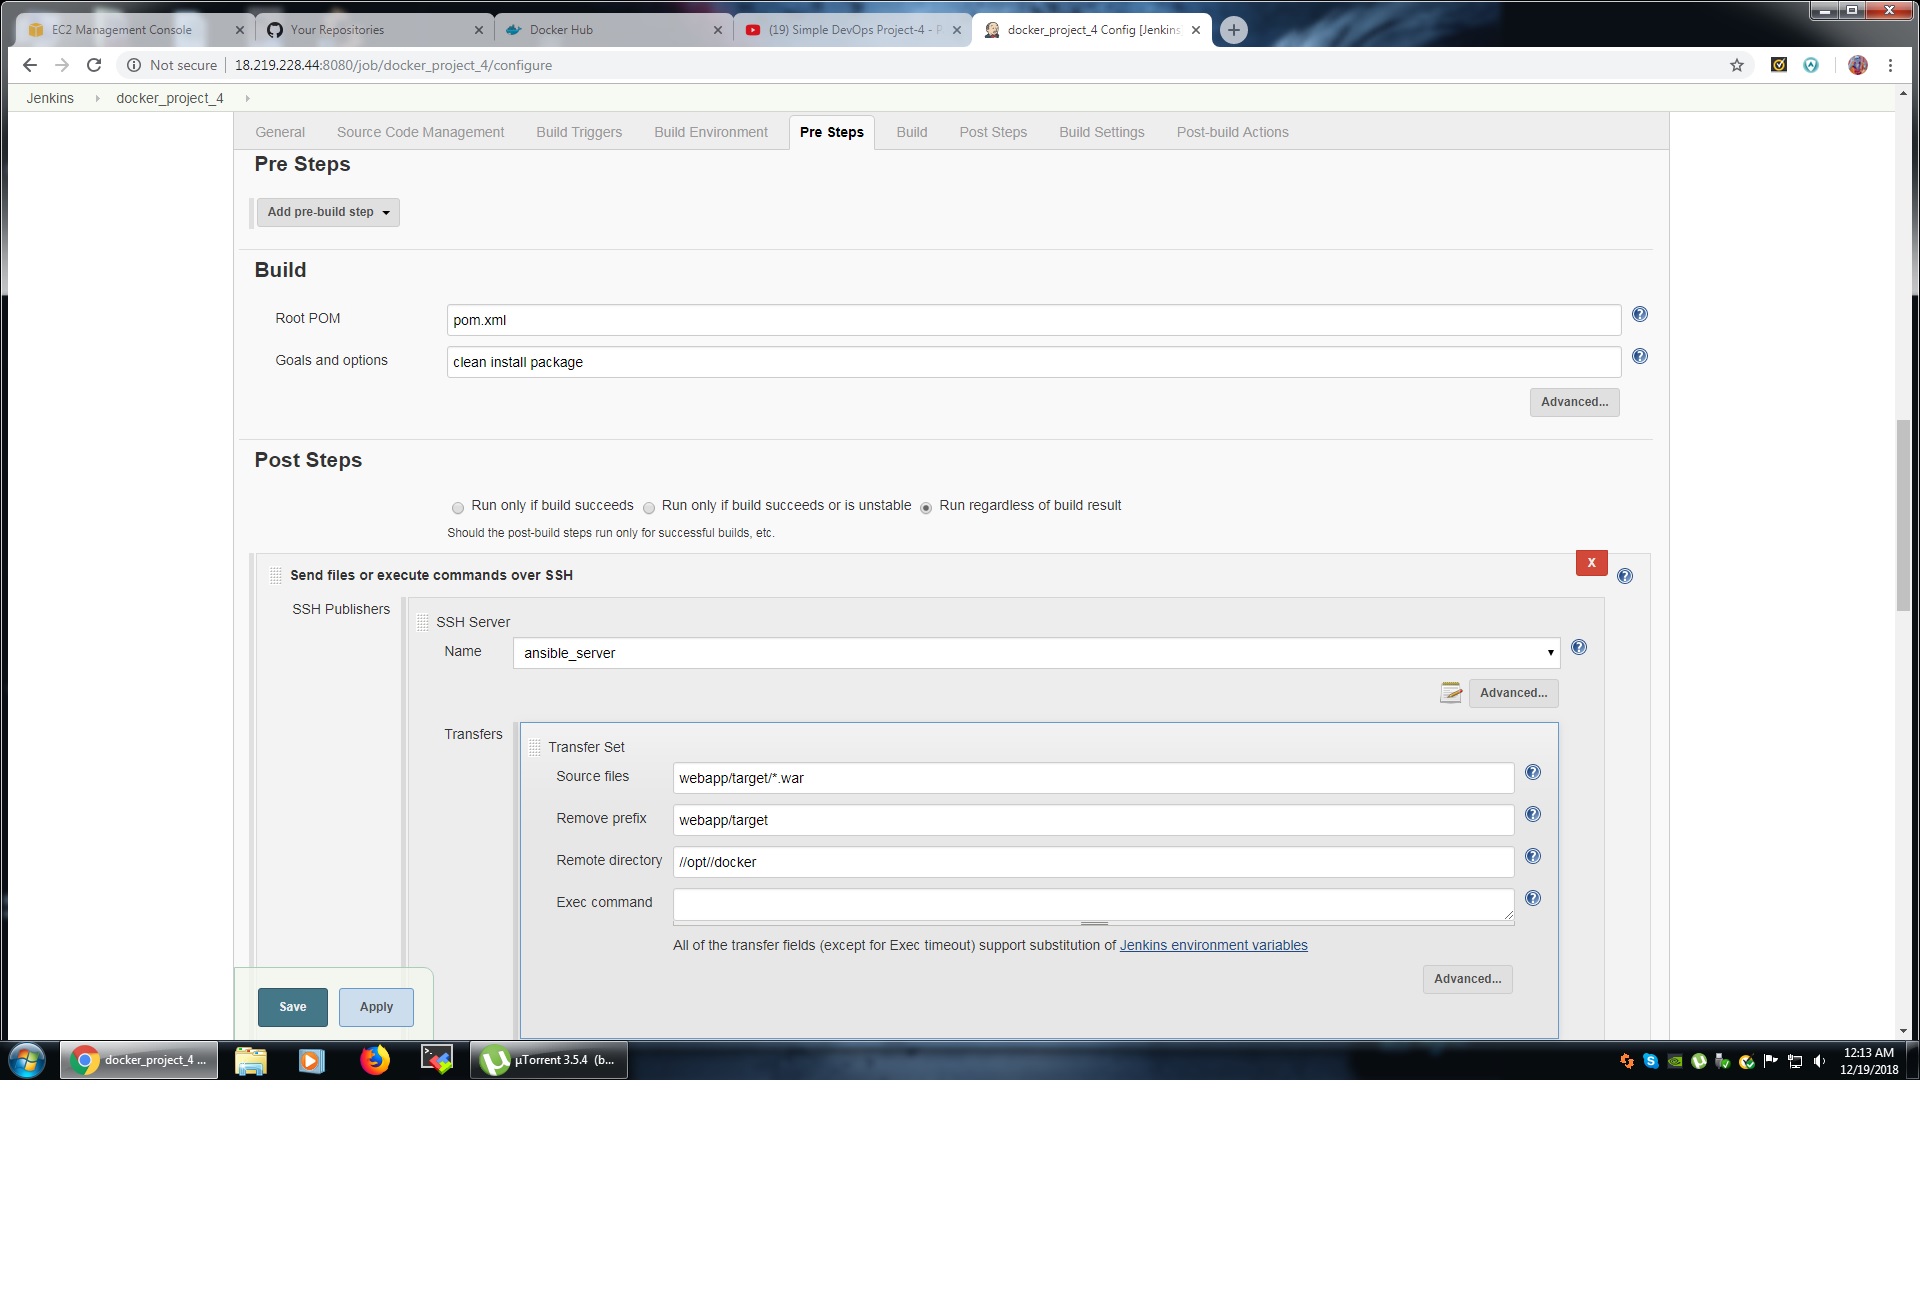 EC2 Management Console
Your Repositories
Docker Hub
(19) Simple DevOps Project-4 - P
docker_project_4 Config [Jenkins]
Not secure | 18.219.228.44:8080/job/docker_project_4/configure
Jenkins docker_project_4
General Source Code Management Build Triggers Build Environment Pre Steps Build Post Steps Build Settings Post-build Actions
Pre Steps
Add pre-build step
Build
Root POM pom.xml
Goals and options clean install package
Advanced...
Post Steps
Run only if build succeeds Run only if build succeeds or is unstable Run regardless of build result
Should the post-build steps run only for successful builds, etc.
X
Send files or execute commands over SSH
SSH Publishers
SSH Server
Name ansible_server
Advanced...
Transfers
Transfer Set
Source files webapp/target/*.war
Remove prefix webapp/target
Remote directory //opt//docker
Exec command
All of the transfer fields (except for Exec timeout) support substitution of Jenkins environment variables
Advanced...
Save Apply
docker_project_4 ...
µTorrent 3.5.4 (b...
12:13 AM
12/19/2018